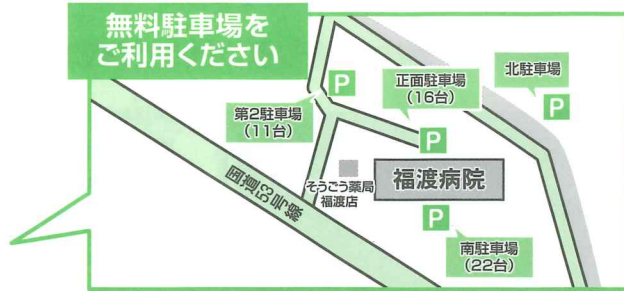 無料駐車場を
ご利用ください
P
第2駐車場
(11台)
正面駐車場
(16台)
P
北駐車場
P
国道53号線
そうごう薬局
福渡店
福渡病院
P
南駐車場
(22台)